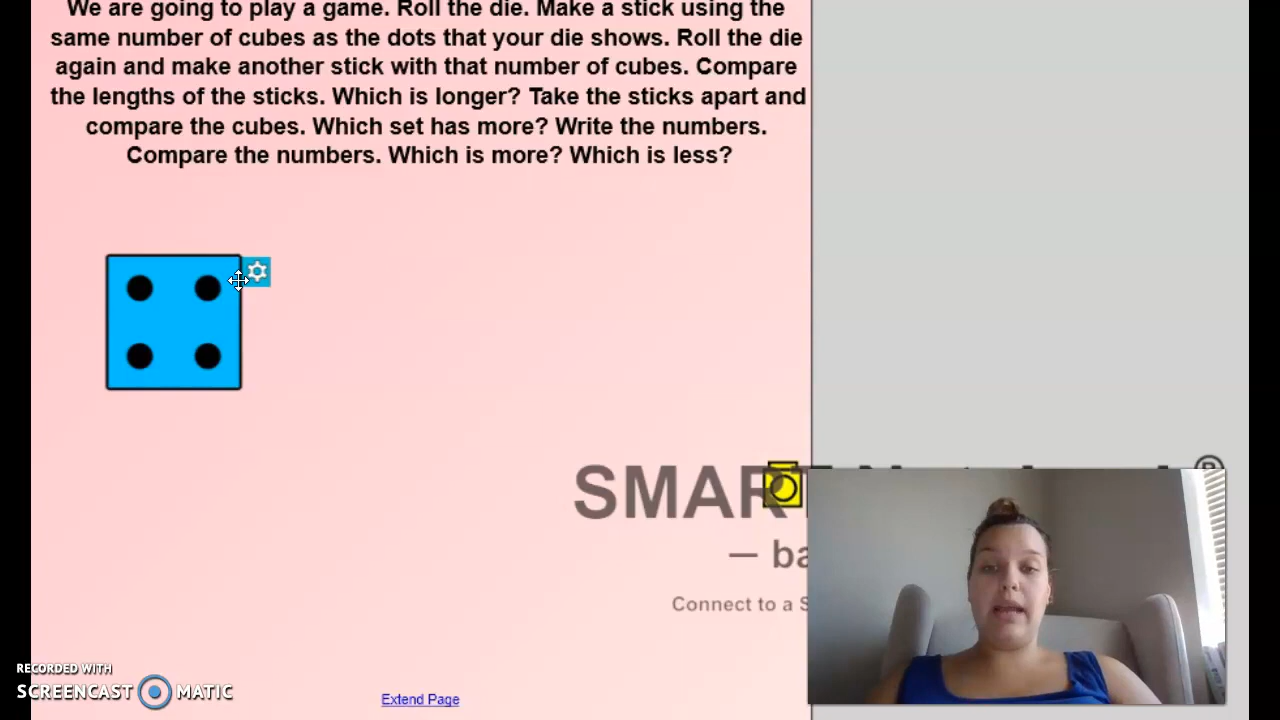 We are going to play a game. Roll the die. Make a stick using the
same number of cubes as the dots that your die shows. Roll the die
again and make another stick with that number of cubes. Compare
the lengths of the sticks. Which is longer? Take the sticks apart and
compare the cubes. Which set has more? Write the numbers.
Compare the numbers. Which is more? Which is less?
SMART
®
— ba
Connect to a S
RECORDED WITH
SCREENCAST MATIC
Extend Page